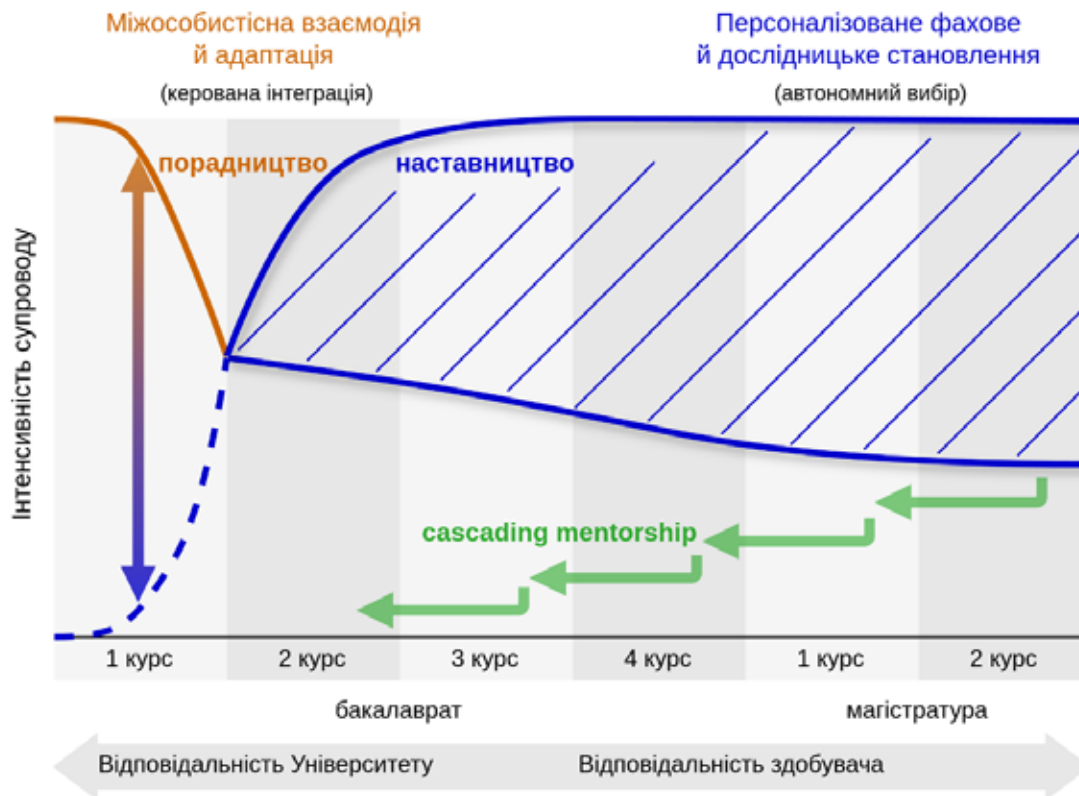 Міжособистісна взаємодія
й адаптація
(керована інтеграція)
Персоналізоване фахове
й дослідницьке становлення
(автономний вибір)
порадництво
наставництво
Інтенсивність супроводу
cascading mentorship
1 курс
2 курс
3 курс
4 курс
1 курс
2 курс
бакалаврат
магістратура
Відповідальність Університету
Відповідальність здобувача